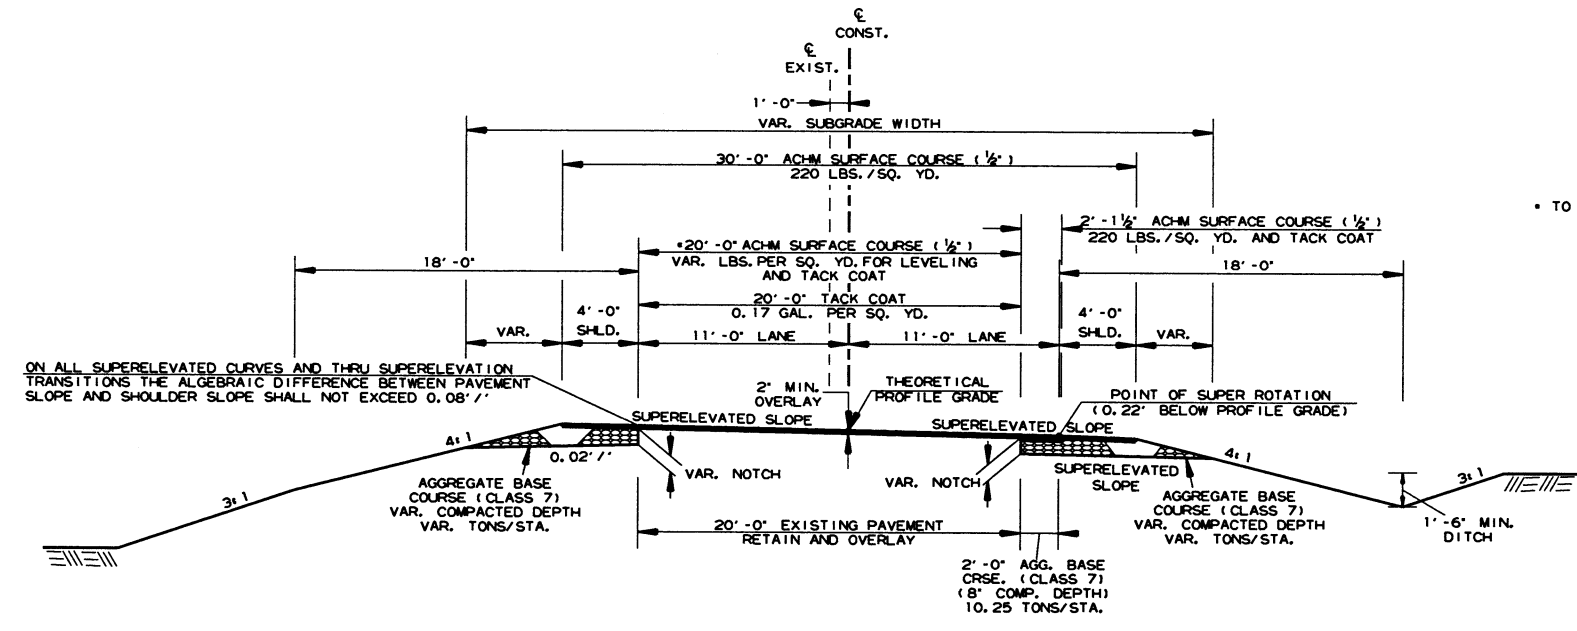 ℄
CONST.
℄
EXIST.
1'-0"
VAR. SUBGRADE WIDTH
30'-0" ACHM SURFACE COURSE (½")
220 LBS./SQ. YD.
• TO
2'-1½" ACHM SURFACE COURSE (½")
220 LBS./SQ. YD. AND TACK COAT
*20'-0" ACHM SURFACE COURSE (½")
VAR. LBS. PER SQ. YD. FOR LEVELING
AND TACK COAT
18'-0"
18'-0"
20'-0" TACK COAT
0.17 GAL. PER SQ. YD.
4'-0"
SHLD.
4'-0"
SHLD.
VAR.
11'-0" LANE
11'-0" LANE
VAR.
ON ALL SUPERELEVATED CURVES AND THRU SUPERELEVATION
TRANSITIONS THE ALGEBRAIC DIFFERENCE BETWEEN PAVEMENT
SLOPE AND SHOULDER SLOPE SHALL NOT EXCEED 0.08'/'
2" MIN.
OVERLAY
THEORETICAL
PROFILE GRADE
POINT OF SUPER ROTATION
(0.22' BELOW PROFILE GRADE)
SUPERELEVATED SLOPE
SUPERELEVATED SLOPE
4:1
0.02'/'
VAR. NOTCH
VAR. NOTCH
SUPERELEVATED
SLOPE
4:1
3:1
3:1
AGGREGATE BASE
COURSE (CLASS 7)
VAR. COMPACTED DEPTH
VAR. TONS/STA.
AGGREGATE BASE
COURSE (CLASS 7)
VAR. COMPACTED DEPTH
VAR. TONS/STA.
1'-6" MIN.
DITCH
20'-0" EXISTING PAVEMENT
RETAIN AND OVERLAY
2'-0" AGG. BASE
CRSE. (CLASS 7)
(8" COMP. DEPTH)
10.25 TONS/STA.